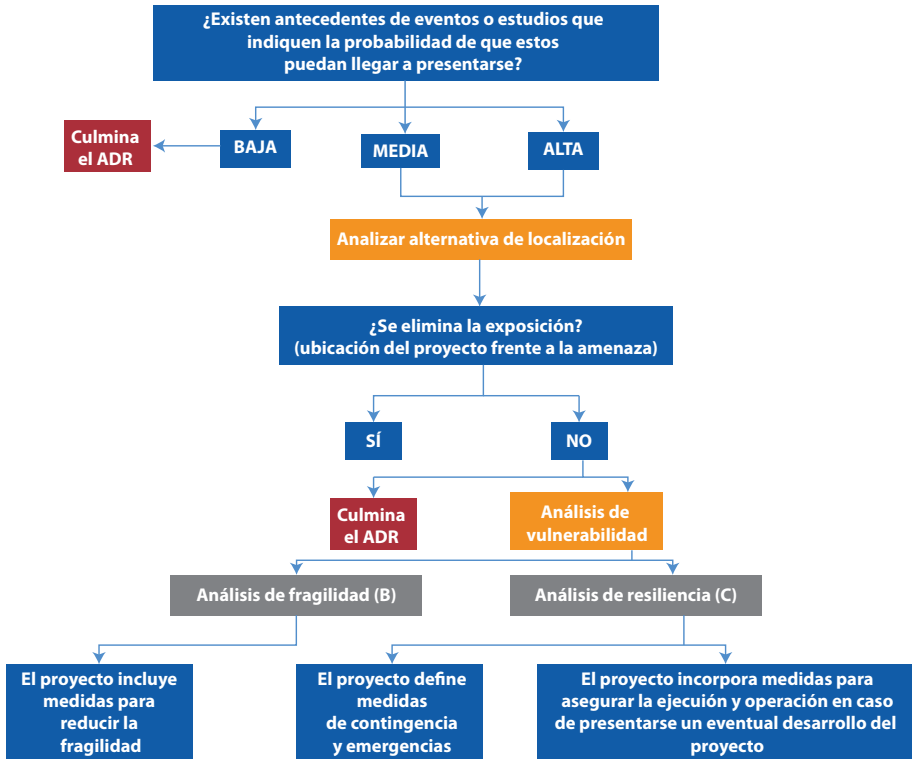 ¿Existen antecedentes de eventos o estudios que
indiquen la probabilidad de que estos
puedan llegar a presentarse?
Culmina
el ADR
BAJA
MEDIA
ALTA
Analizar alternativa de localización
¿Se elimina la exposición?
(ubicación del proyecto frente a la amenaza)
SÍ
NO
Culmina
el ADR
Análisis de
vulnerabilidad
Análisis de fragilidad (B)
Análisis de resiliencia (C)
El proyecto incluye
medidas para
reducir la
fragilidad
El proyecto define
medidas
de contingencia
y emergencias
El proyecto incorpora medidas para
asegurar la ejecución y operación en caso
de presentarse un eventual desarrollo del
proyecto